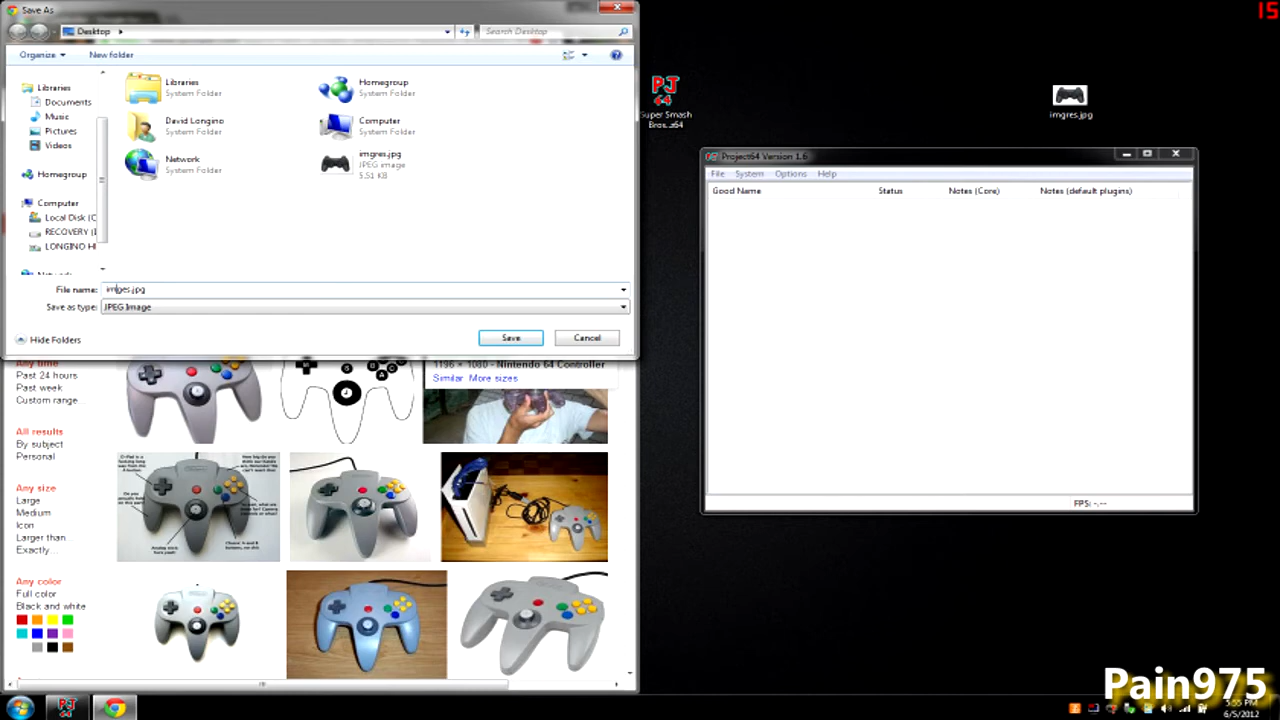 Save As
15
Desktop
Search Desktop
Organize
New folder
Libraries
Documents
Music
Pictures
Videos
Homegroup
Computer
Local Disk (C
RECOVERY (
LONGINO H
Libraries
System Folder
Homegroup
System Folder
David Longino
System Folder
Computer
System Folder
Network
System Folder
imgres.jpg
JPEG image
5.51 KB
File name:
imgres.jpg
Save as type:
JPEG Image
Hide Folders
Save
Cancel
PJ
64
Super Smash
Bros..z64
imgres.jpg
Project64 Version 1.6
File
System
Options
Help
Good Name
Status
Notes (Core)
Notes (default plugins)
FPS: -.--
Any time
Past 24 hours
Past week
Custom range...
All results
By subject
Personal
Any size
Large
Medium
Icon
Larger than
Exactly...
Any color
Full color
Black and white
1196 × 1080 - Nintendo 64 Controller
Similar
More sizes
Pain975
5:55 PM
6/5/2012